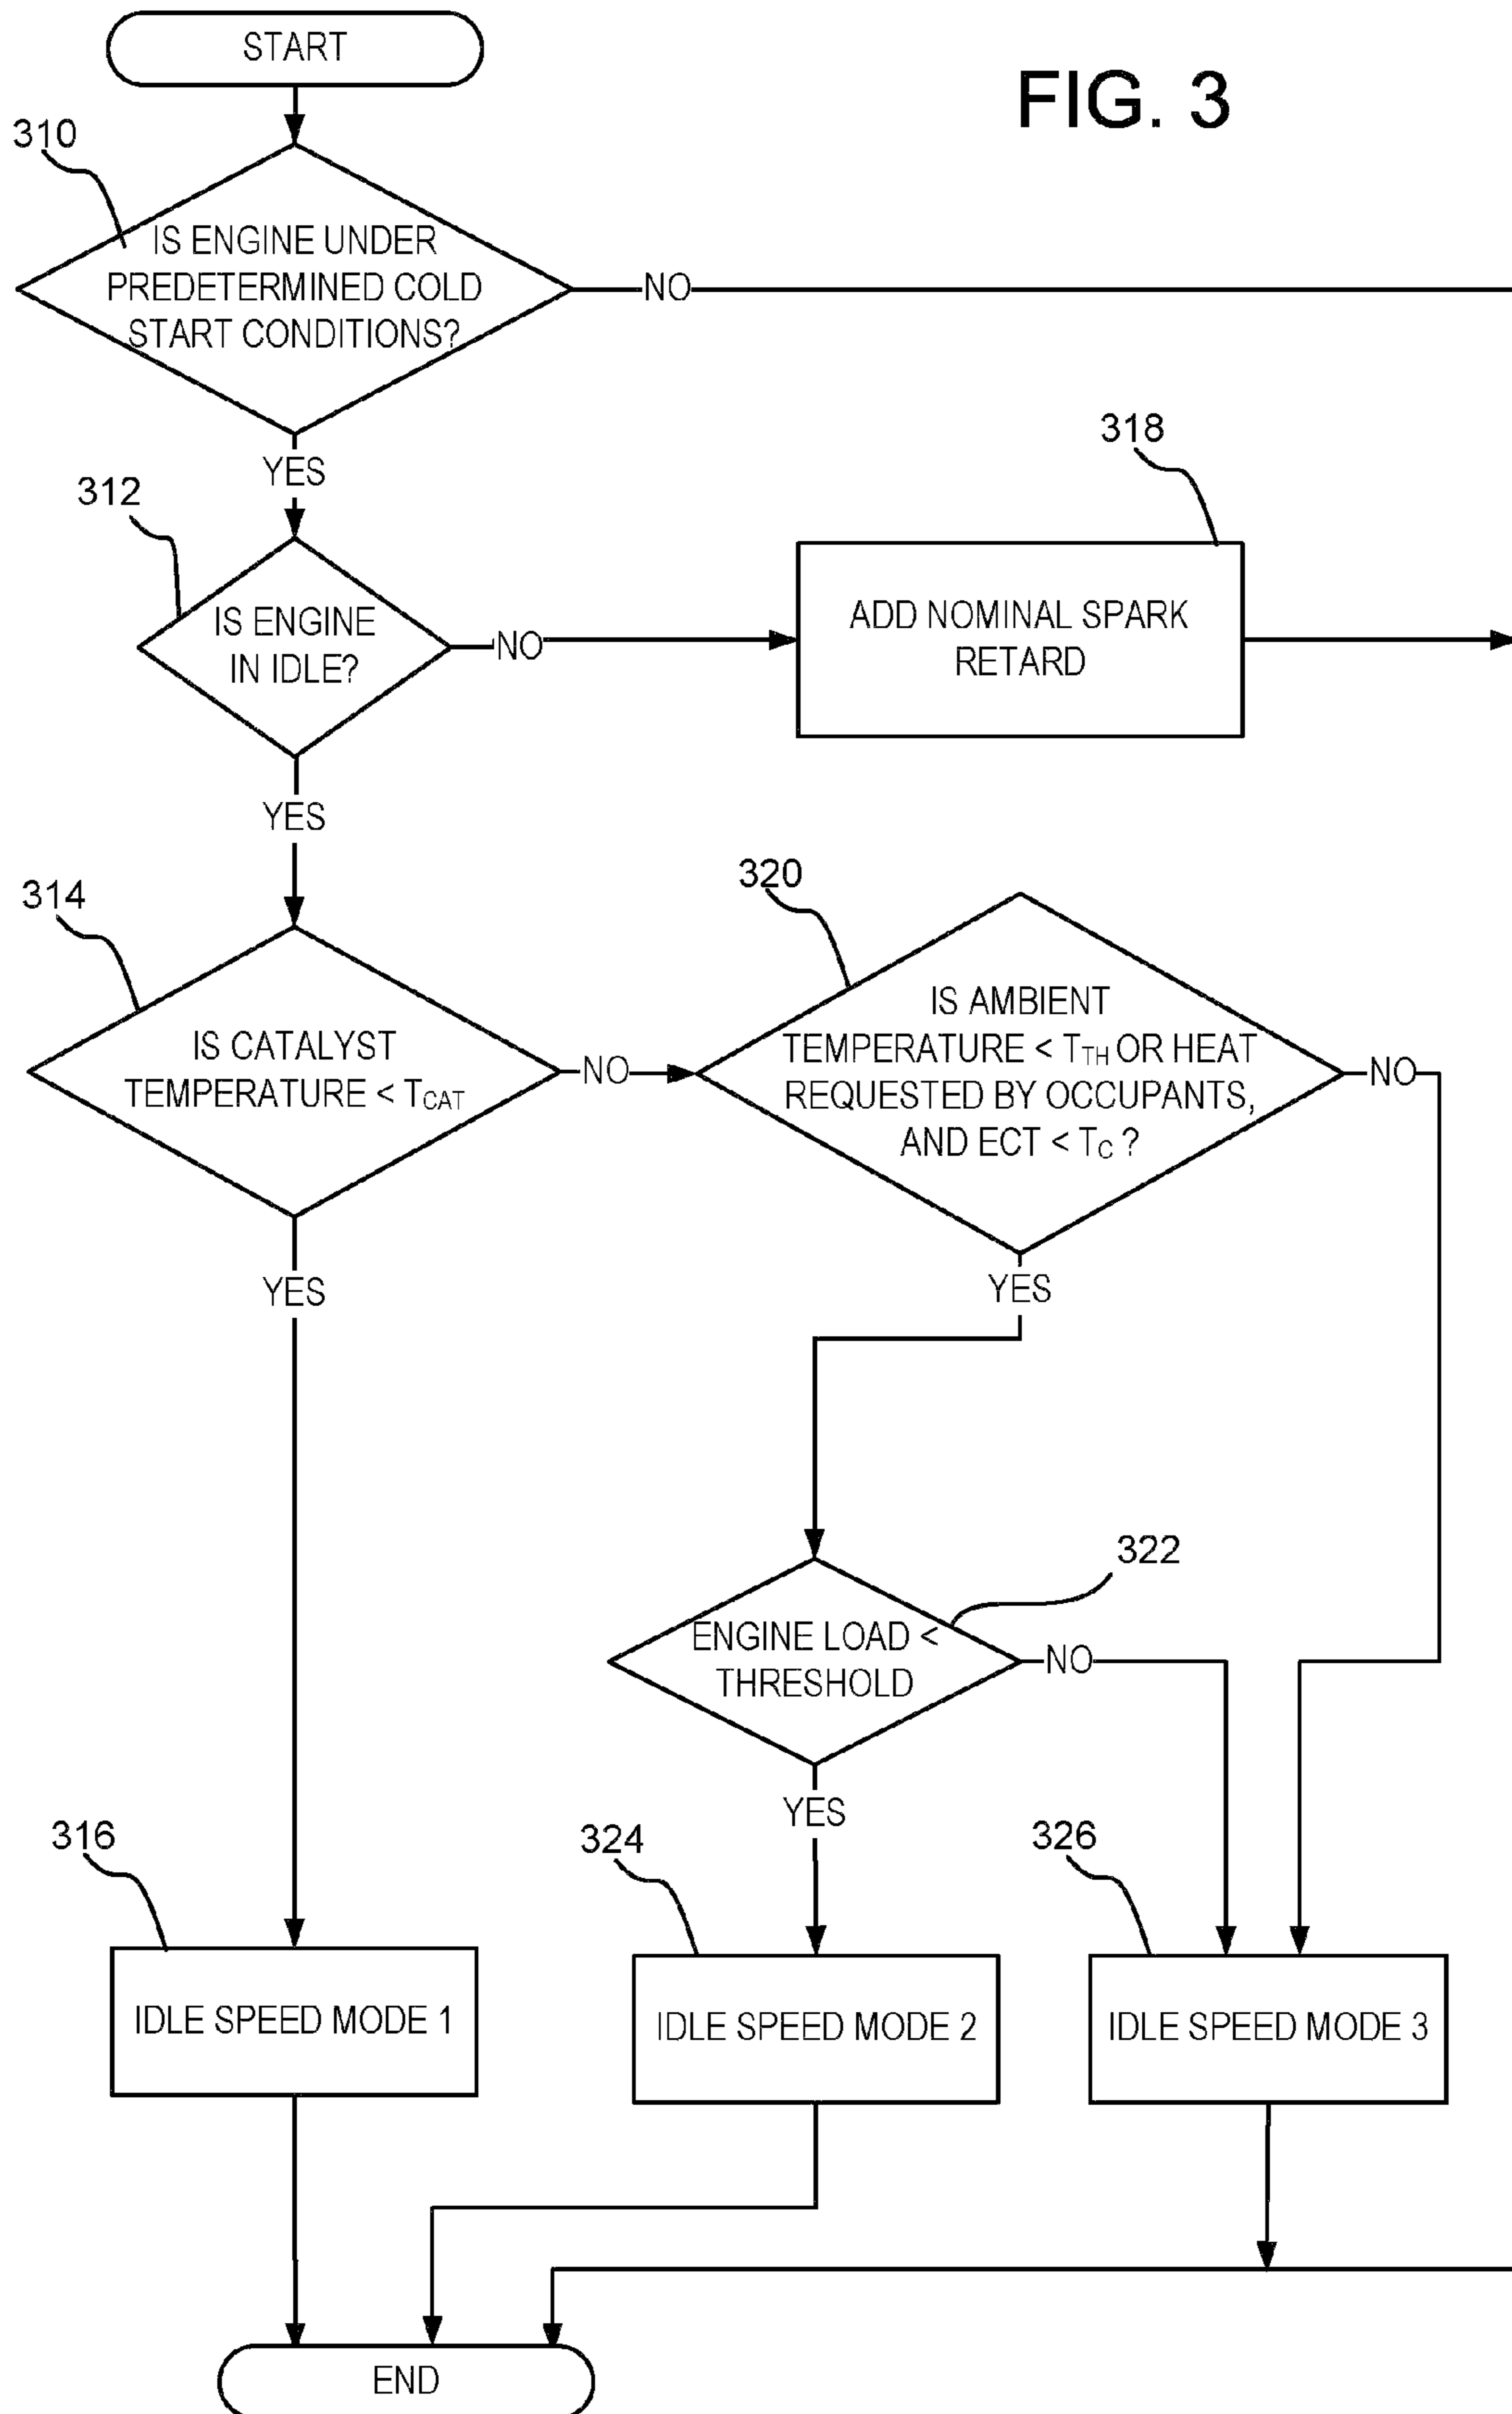 START
FIG. 3
310
IS ENGINE UNDER
PREDETERMINED COLD
START CONDITIONS?
NO
YES
318
312
IS ENGINE
IN IDLE?
NO
ADD NOMINAL SPARK
RETARD
YES
314
320
IS CATALYST
TEMPERATURE < TCAT
NO
IS AMBIENT
TEMPERATURE < TTH OR HEAT
REQUESTED BY OCCUPANTS,
AND ECT < TC ?
NO
YES
YES
322
ENGINE LOAD <
THRESHOLD
NO
YES
316
324
326
IDLE SPEED MODE 1
IDLE SPEED MODE 2
IDLE SPEED MODE 3
END